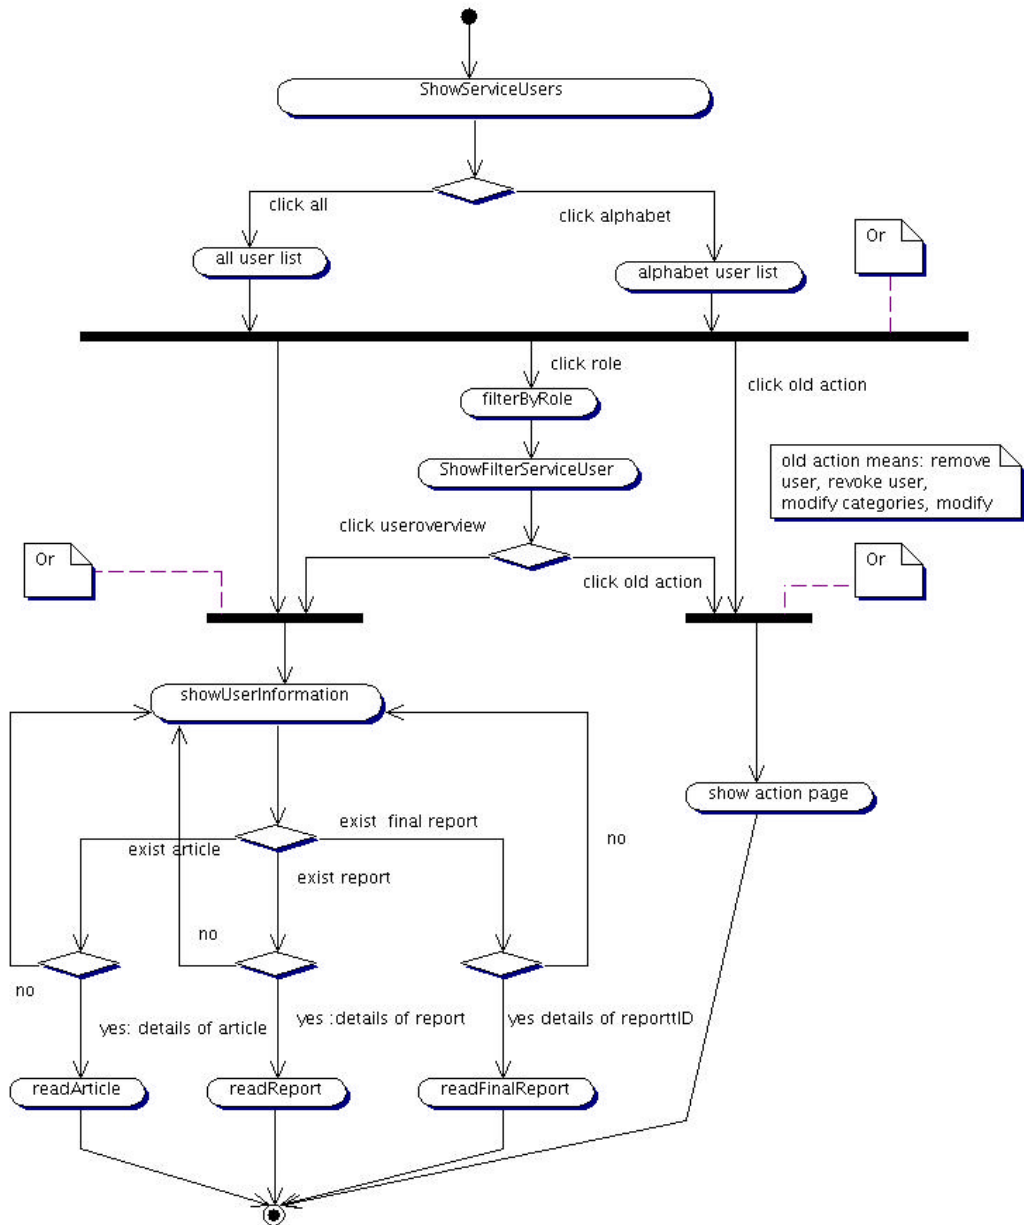 ShowServiceUsers
click all
click alphabet
all user list
alphabet user list
Or
click role
click old action
filterByRole
ShowFilterServiceUser
old action means: remove
user, revoke user,
modify categories, modify
click useroverview
Or
click old action
Or
showUserInformation
show action page
exist  final report
exist article
no
exist report
no
no
yes: details of article
yes :details of report
yes details of reporttID
readArticle
readReport
readFinalReport